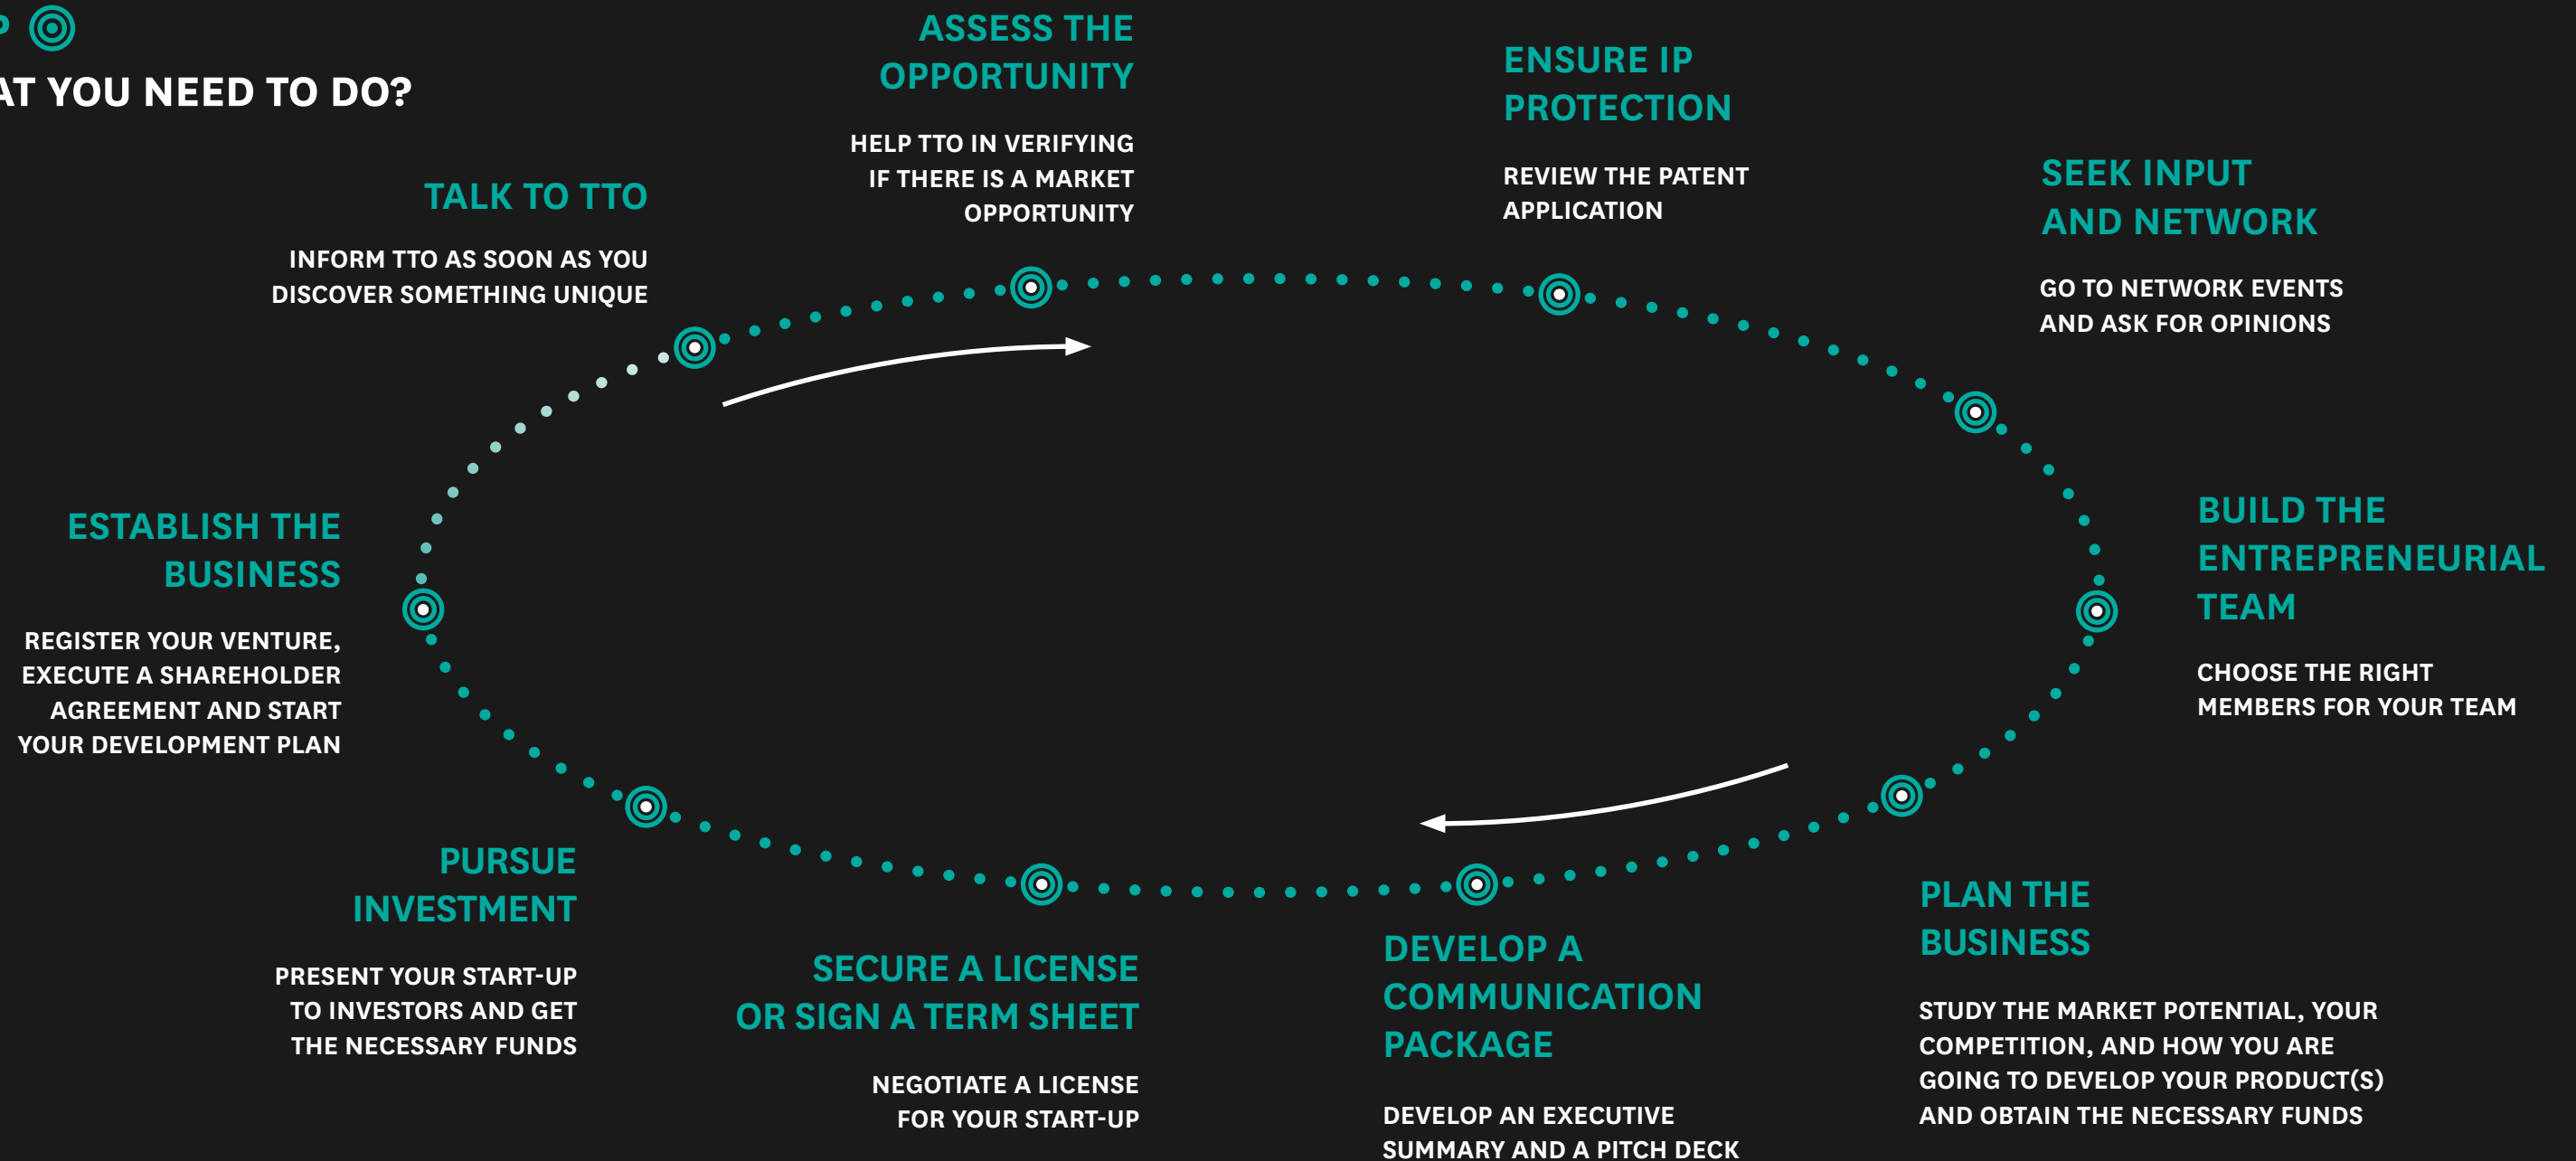 P
AT YOU NEED TO DO?
TALK TO TTO
INFORM TTO AS SOON AS YOU
DISCOVER SOMETHING UNIQUE
ASSESS THE
OPPORTUNITY
HELP TTO IN VERIFYING
IF THERE IS A MARKET
OPPORTUNITY
ENSURE IP
PROTECTION
REVIEW THE PATENT
APPLICATION
SEEK INPUT
AND NETWORK
GO TO NETWORK EVENTS
AND ASK FOR OPINIONS
BUILD THE
ENTREPRENEURIAL
TEAM
CHOOSE THE RIGHT
MEMBERS FOR YOUR TEAM
PLAN THE
BUSINESS
STUDY THE MARKET POTENTIAL, YOUR
COMPETITION, AND HOW YOU ARE
GOING TO DEVELOP YOUR PRODUCT(S)
AND OBTAIN THE NECESSARY FUNDS
DEVELOP A
COMMUNICATION
PACKAGE
DEVELOP AN EXECUTIVE
SUMMARY AND A PITCH DECK
SECURE A LICENSE
OR SIGN A TERM SHEET
NEGOTIATE A LICENSE
FOR YOUR START-UP
PURSUE
INVESTMENT
PRESENT YOUR START-UP
TO INVESTORS AND GET
THE NECESSARY FUNDS
ESTABLISH THE
BUSINESS
REGISTER YOUR VENTURE,
EXECUTE A SHAREHOLDER
AGREEMENT AND START
YOUR DEVELOPMENT PLAN